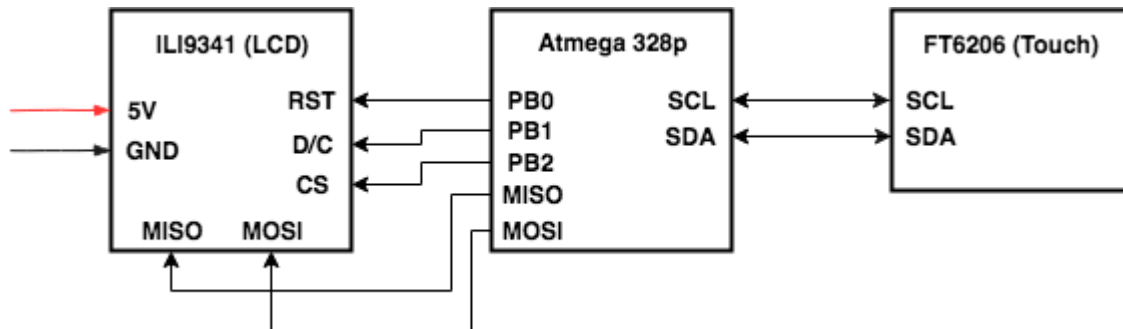 ILI9341 (LCD)
5V
GND
RST
D/C
CS
MISO
MOSI
Atmega 328p
PB0
PB1
PB2
MISO
MOSI
SCL
SDA
FT6206 (Touch)
SCL
SDA